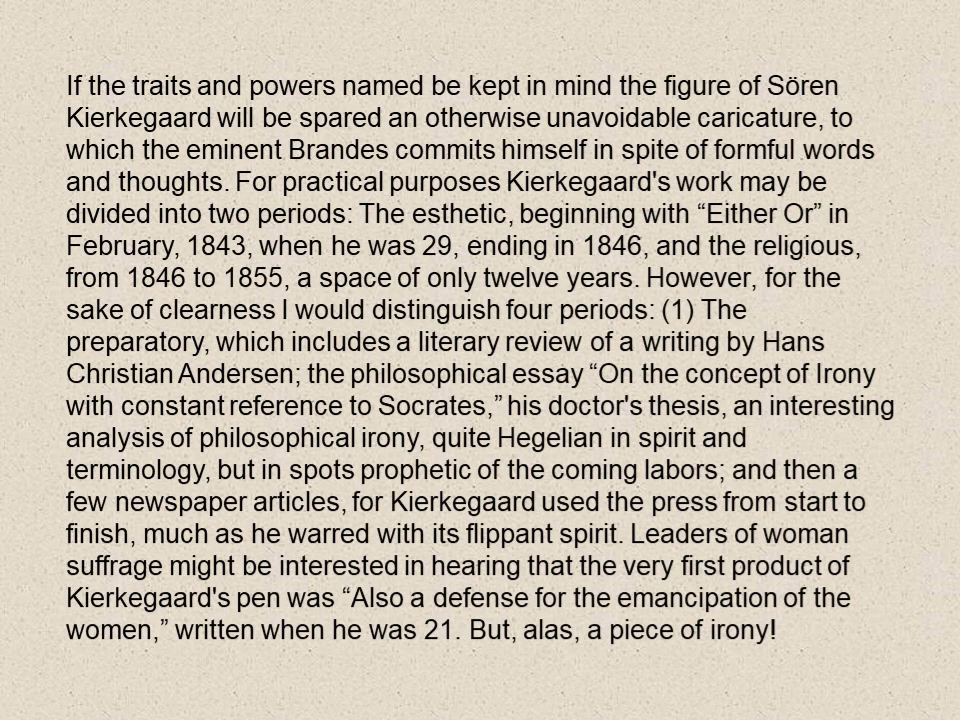 If the traits and powers named be kept in mind the figure of Sören
Kierkegaard will be spared an otherwise unavoidable caricature, to
which the eminent Brandes commits himself in spite of formful words
and thoughts. For practical purposes Kierkegaard's work may be
divided into two periods: The esthetic, beginning with “Either Or” in
February, 1843, when he was 29, ending in 1846, and the religious,
from 1846 to 1855, a space of only twelve years. However, for the
sake of clearness I would distinguish four periods: (1) The
preparatory, which includes a literary review of a writing by Hans
Christian Andersen; the philosophical essay “On the concept of Irony
with constant reference to Socrates,” his doctor's thesis, an interesting
analysis of philosophical irony, quite Hegelian in spirit and
terminology, but in spots prophetic of the coming labors; and then a
few newspaper articles, for Kierkegaard used the press from start to
finish, much as he warred with its flippant spirit. Leaders of woman
suffrage might be interested in hearing that the very first product of
Kierkegaard's pen was “Also a defense for the emancipation of the
women,” written when he was 21. But, alas, a piece of irony!